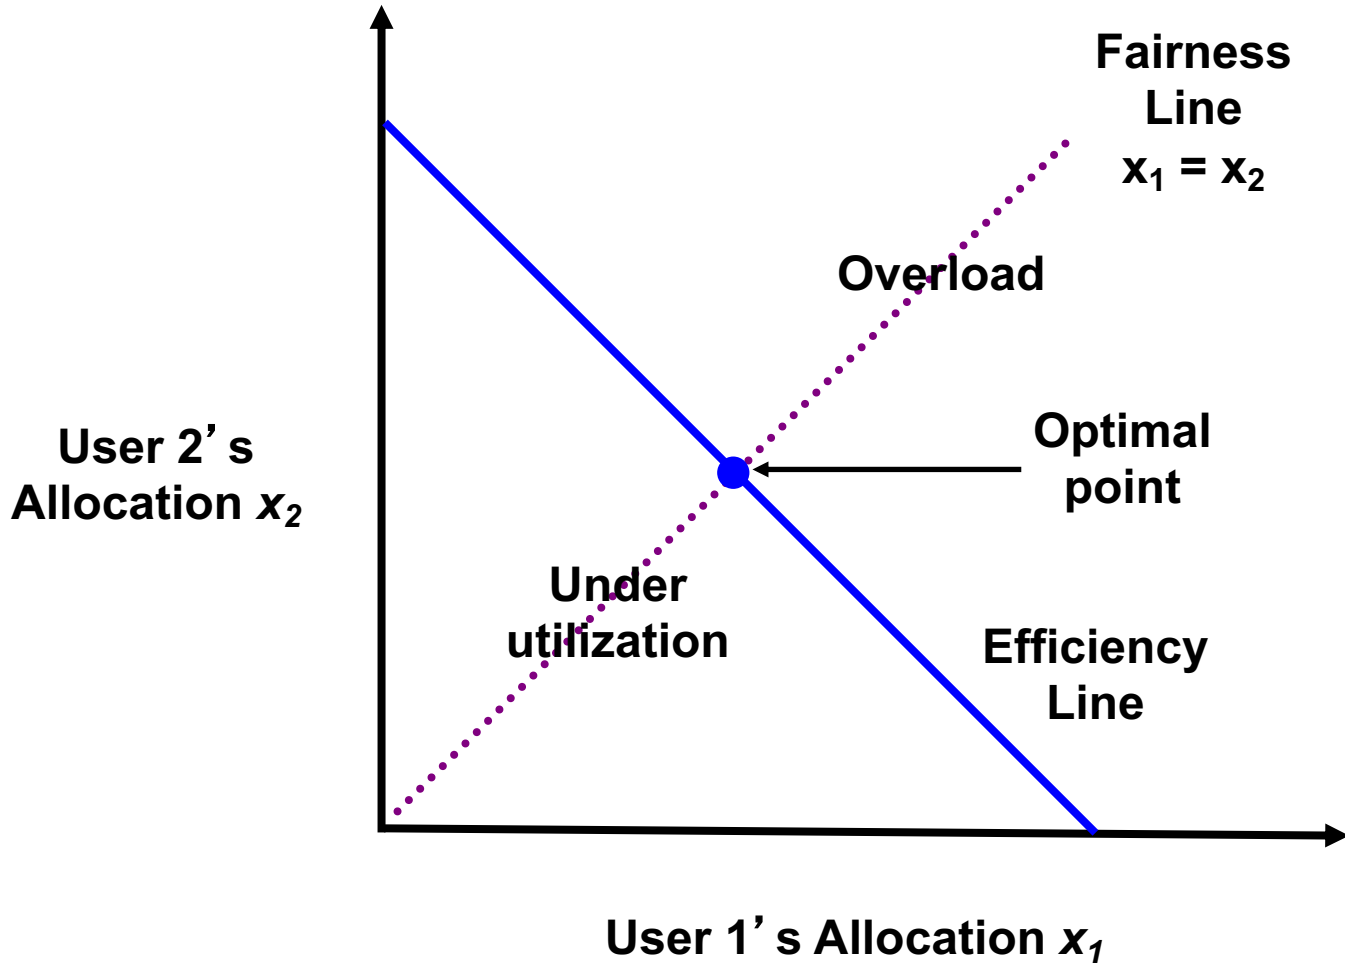 Fairness
Line
x₁ = x₂
Overload
User 2’ s
Allocation x₂
Optimal
point
Under
utilization
Efficiency
Line
User 1’ s Allocation x₁